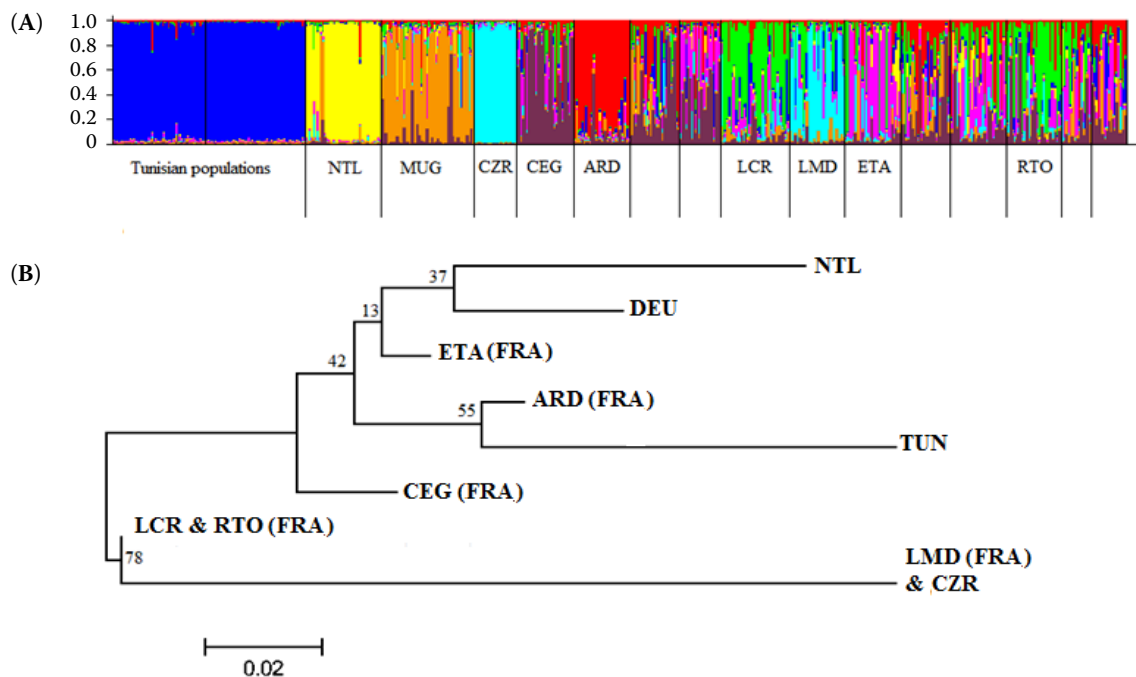 (A)
1.0
0.8
0.6
0.4
0.2
0
Tunisian populations NTL MUG CZR CEG ARD LCR LMD ETA RTO
(B)
NTL
37
DEU
13
ETA (FRA)
42
ARD (FRA)
55
TUN
CEG (FRA)
LCR & RTO (FRA)
78
LMD (FRA)
& CZR
0.02